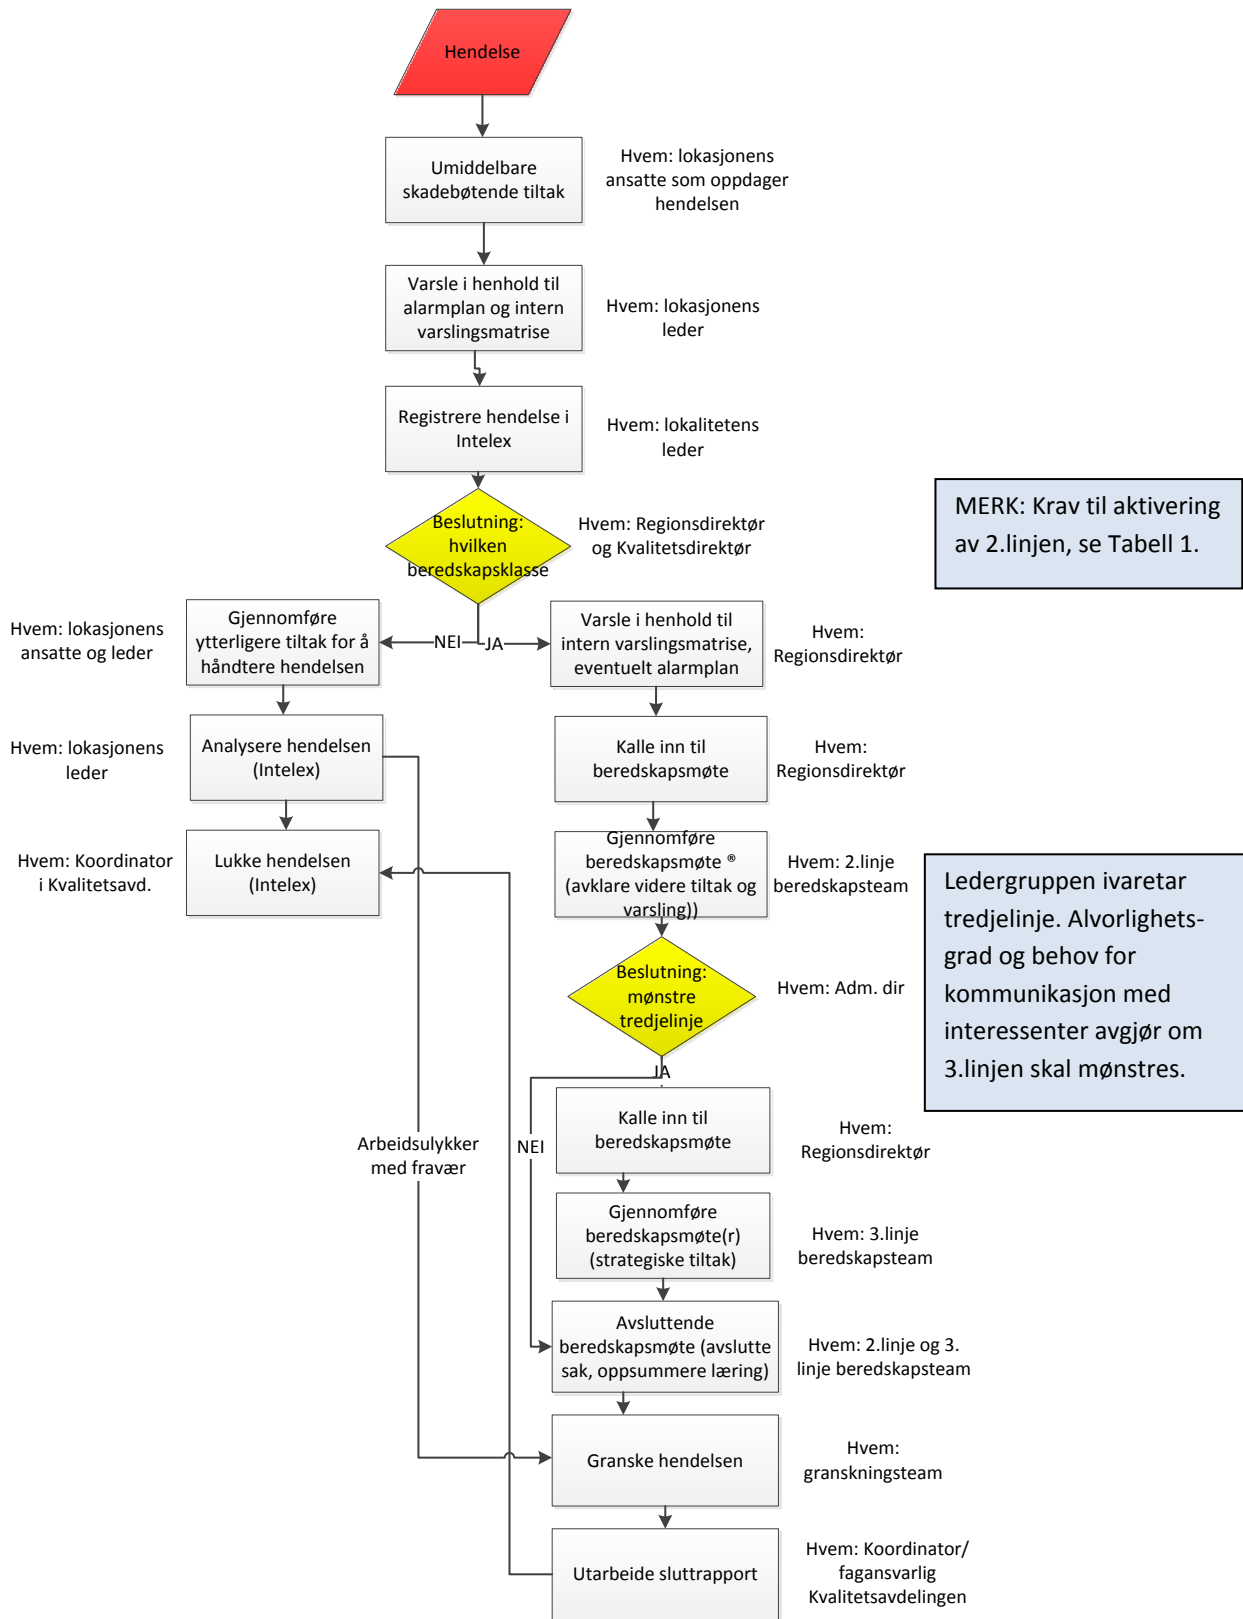 Hendelse
Umiddelbare
skadebøtende tiltak
Hvem: lokasjonens
ansatte som oppdager
hendelsen
Varsle i henhold til
alarmplan og intern
varslingsmatrise
Hvem: lokasjonens
leder
Registrere hendelse i
Intelex
Hvem: lokalitetens
leder
Beslutning:
hvilken
beredskapsklasse
Hvem: Regionsdirektør
og Kvalitetsdirektør
MERK: Krav til aktivering
av 2.linjen, se Tabell 1.
Hvem: lokasjonens
ansatte og leder
Gjennomføre
ytterligere tiltak for å
håndtere hendelsen
NEI
JA
Varsle i henhold til
intern varslingsmatrise,
eventuelt alarmplan
Hvem:
Regionsdirektør
Hvem: lokasjonens
leder
Analysere hendelsen
(Intelex)
Kalle inn til
beredskapsmøte
Hvem:
Regionsdirektør
Hvem: Koordinator
i Kvalitetsavd.
Lukke hendelsen
(Intelex)
Gjennomføre
beredskapsmøte ®
(avklare videre tiltak og
varsling))
Hvem: 2.linje
beredskapsteam
Ledergruppen ivaretar
tredjelinje. Alvorlighets-
grad og behov for
kommunikasjon med
interessenter avgjør om
3.linjen skal mønstres.
Beslutning:
mønstre
tredjelinje
Hvem: Adm. dir
JA
NEI
Arbeidsulykker
med fravær
Kalle inn til
beredskapsmøte
Hvem:
Regionsdirektør
Gjennomføre
beredskapsmøte(r)
(strategiske tiltak)
Hvem: 3.linje
beredskapsteam
Avsluttende
beredskapsmøte (avslutte
sak, oppsummere læring)
Hvem: 2.linje og 3.
linje beredskapsteam
Granske hendelsen
Hvem:
granskningsteam
Utarbeide sluttrapport
Hvem: Koordinator/
fagansvarlig
Kvalitetsavdelingen